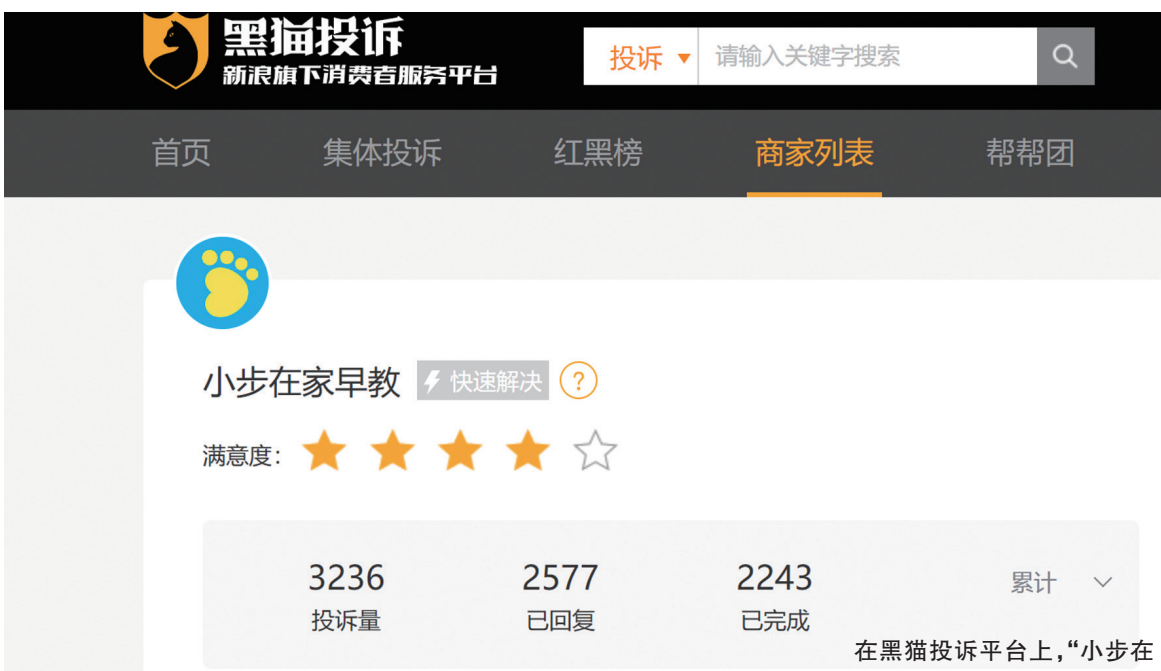 黑猫投诉
新浪旗下消费者服务平台
投诉 ▼ 请输入关键字搜索
首页 集体投诉 红黑榜 商家列表 帮帮团
小步在家早教 快速解决 ?
满意度:
3236 2577 2243 累计
投诉量 已回复 已完成
在黑猫投诉平台上,“小步在